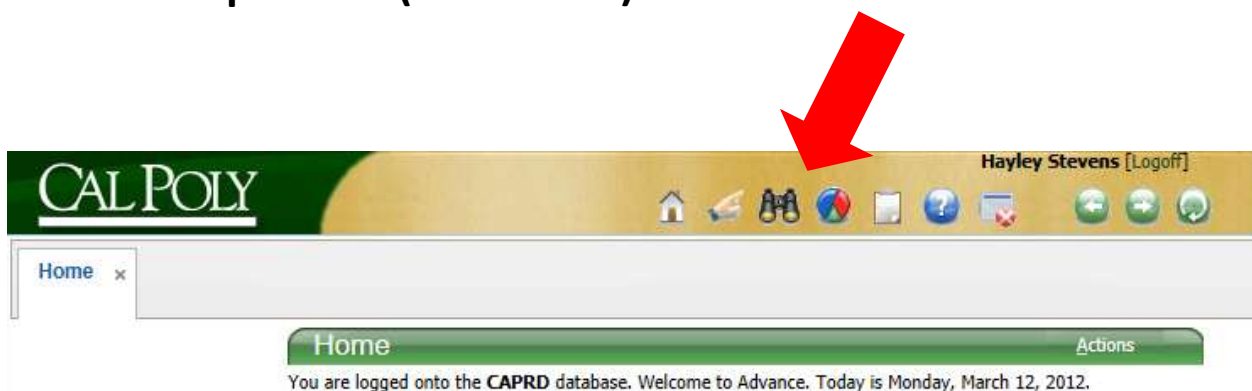 CAL POLY
Hayley Stevens [Logoff]
Home x
Home Actions
You are logged onto the CAPRD database. Welcome to Advance. Today is Monday, March 12, 2012.